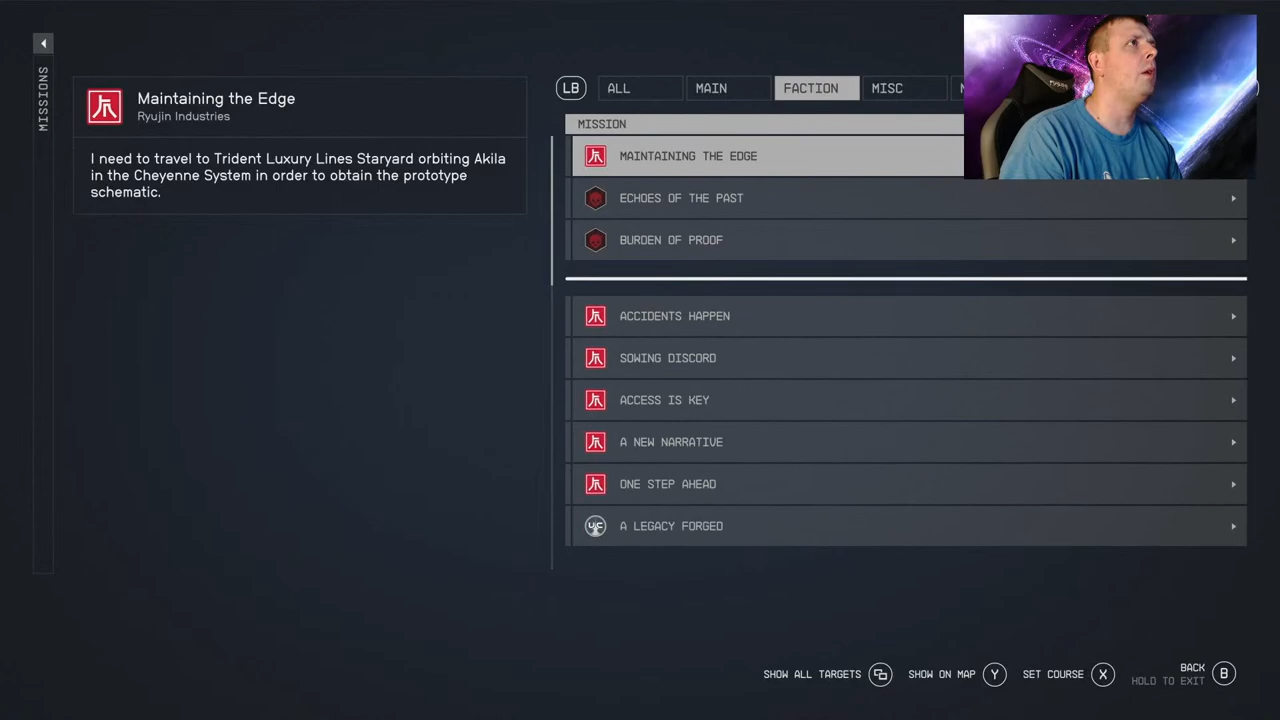 MISSIONS
Maintaining the Edge
Ryujin Industries
I need to travel to Trident Luxury Lines Staryard orbiting Akila
in the Cheyenne System in order to obtain the prototype
schematic.
LB
ALL
MAIN
FACTION
MISC
MISSION
MAINTAINING THE EDGE
ECHOES OF THE PAST
BURDEN OF PROOF
ACCIDENTS HAPPEN
SOWING DISCORD
ACCESS IS KEY
A NEW NARRATIVE
ONE STEP AHEAD
UC
A LEGACY FORGED
SHOW ALL TARGETS
SHOW ON MAP Y
SET COURSE X
BACK B
HOLD TO EXIT